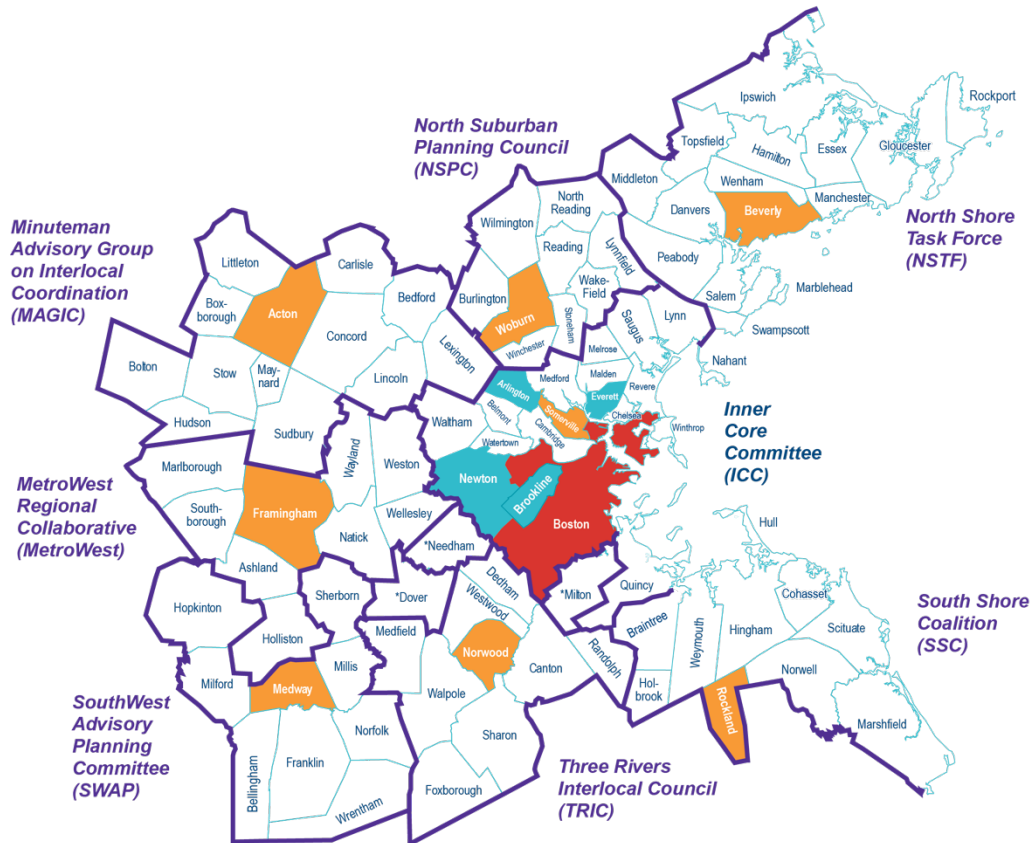 North Suburban
Planning Council
(NSPC)
Minuteman
Advisory Group
on Interlocal
Coordination
(MAGIC)
North Shore
Task Force
(NSTF)
Inner
Core
Committee
(ICC)
MetroWest
Regional
Collaborative
(MetroWest)
South Shore
Coalition
(SSC)
SouthWest
Advisory
Planning
Committee
(SWAP)
Three Rivers
Interlocal Council
(TRIC)
Ipswich
Rockport
Topsfield
Hamilton
Essex
Gloucester
Middleton
Wenham
Manchester
Danvers
Beverly
Peabody
Salem
Marblehead
Swampscott
Nahant
Wilmington
North
Reading
Reading
Lynnfield
Wake-
Field
Burlington
Woburn
Stoneham
Winchester
Saugus
Lynn
Littleton
Carlisle
Box-
borough
Acton
Bedford
Concord
Lexington
Bolton
Stow
May-
nard
Lincoln
Hudson
Sudbury
Melrose
Arlington
Medford
Malden
Everett
Revere
Chelsea
Winthrop
Belmont
Somerville
Cambridge
Waltham
Watertown
Newton
Brookline
Boston
Marlborough
Wayland
Weston
South-
borough
Framingham
Wellesley
Natick
Ashland
*Needham
Hopkinton
Sherborn
Holliston
*Dover
Dedham
Westwood
*Milton
Quincy
Hull
Cohasset
Hingham
Scituate
Braintree
Weymouth
Norwell
Hol-
brook
Rockland
Marshfield
Randolph
Medfield
Norwood
Canton
Walpole
Sharon
Foxborough
Milford
Medway
Millis
Norfolk
Franklin
Bellingham
Wrentham